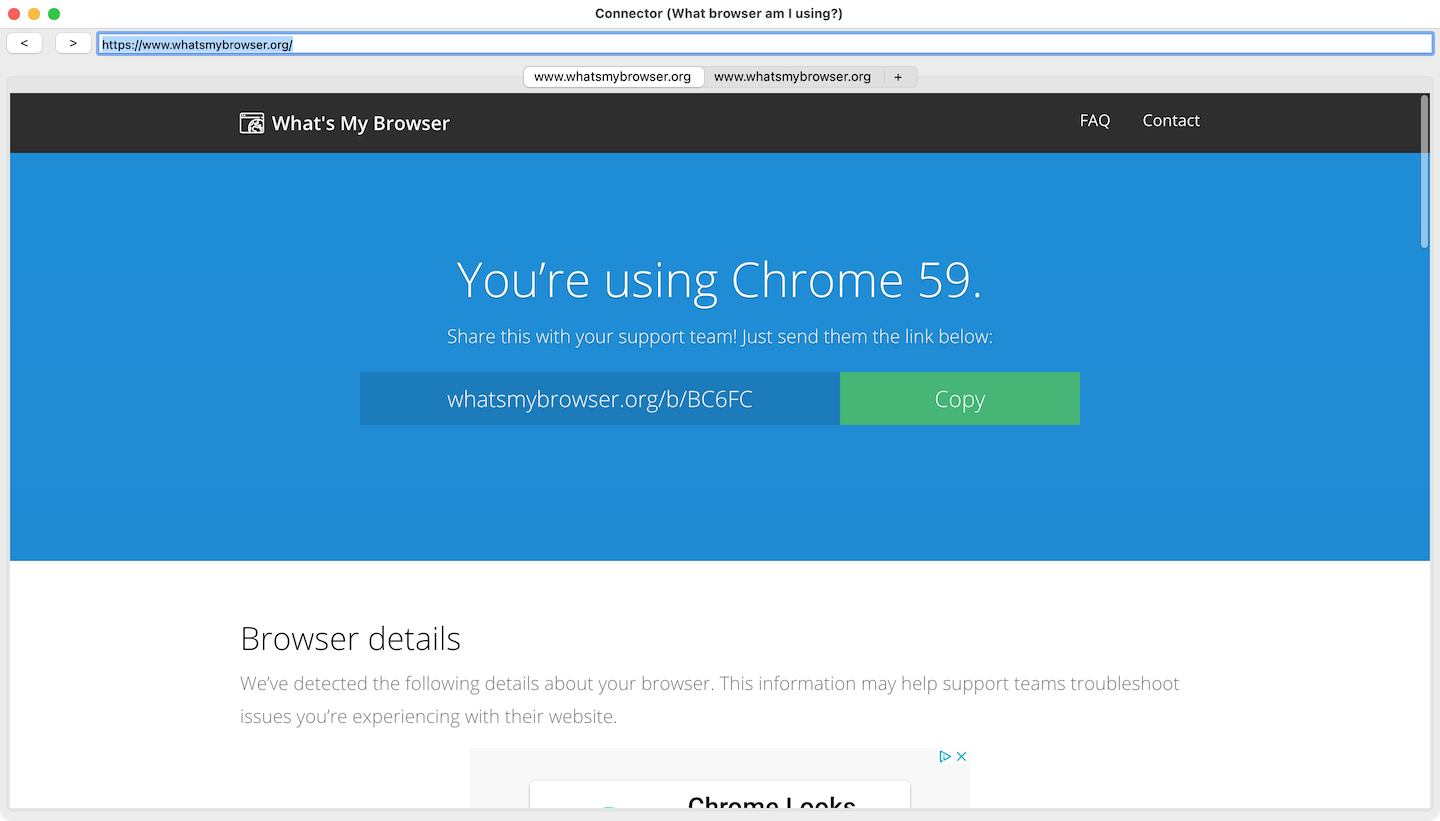 Connector (What browser am I using?)
< > https://www.whatsmybrowser.org/
www.whatsmybrowser.org www.whatsmybrowser.org +
What's My Browser FAQ Contact
You’re using Chrome 59.
Share this with your support team! Just send them the link below:
whatsmybrowser.org/b/BC6FC Copy
Browser details
We’ve detected the following details about your browser. This information may help support teams troubleshoot
issues you’re experiencing with their website.
Chrome Looks